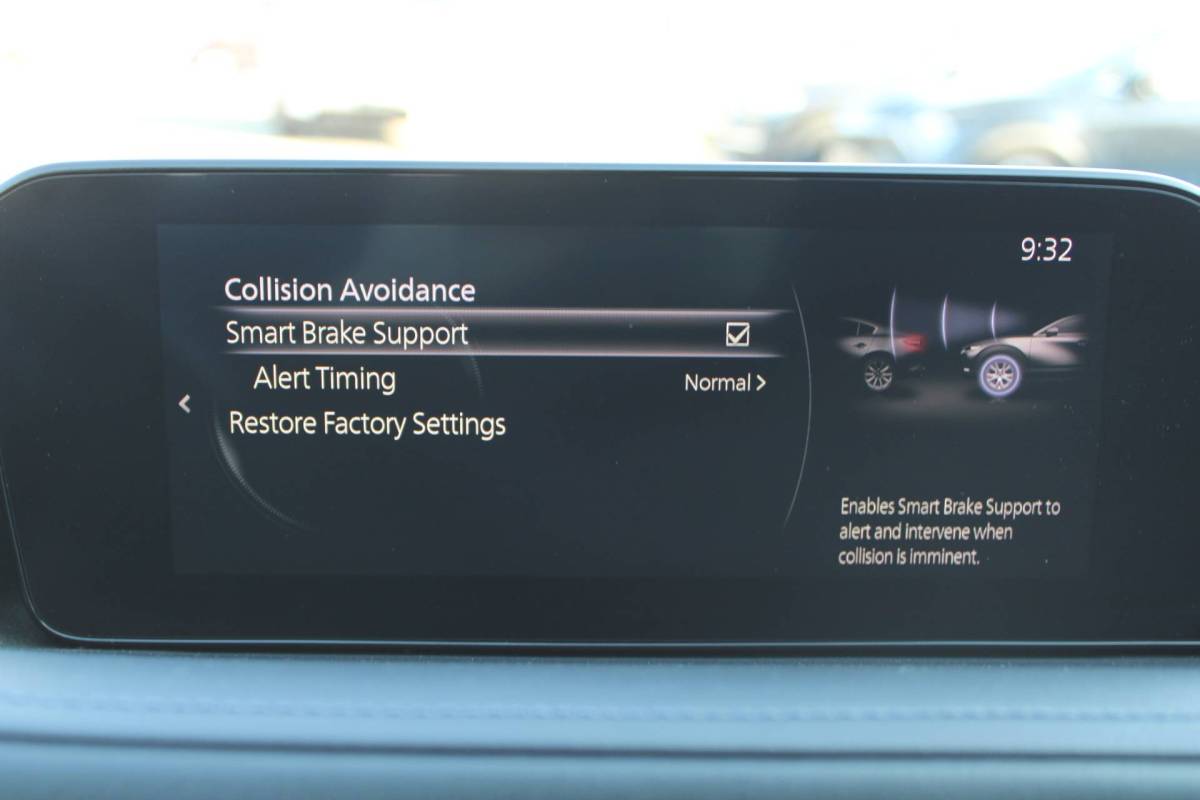 9:32
Collision Avoidance
Smart Brake Support
Alert Timing Normal >
Restore Factory Settings
<
Enables Smart Brake Support to
alert and intervene when
collision is imminent.